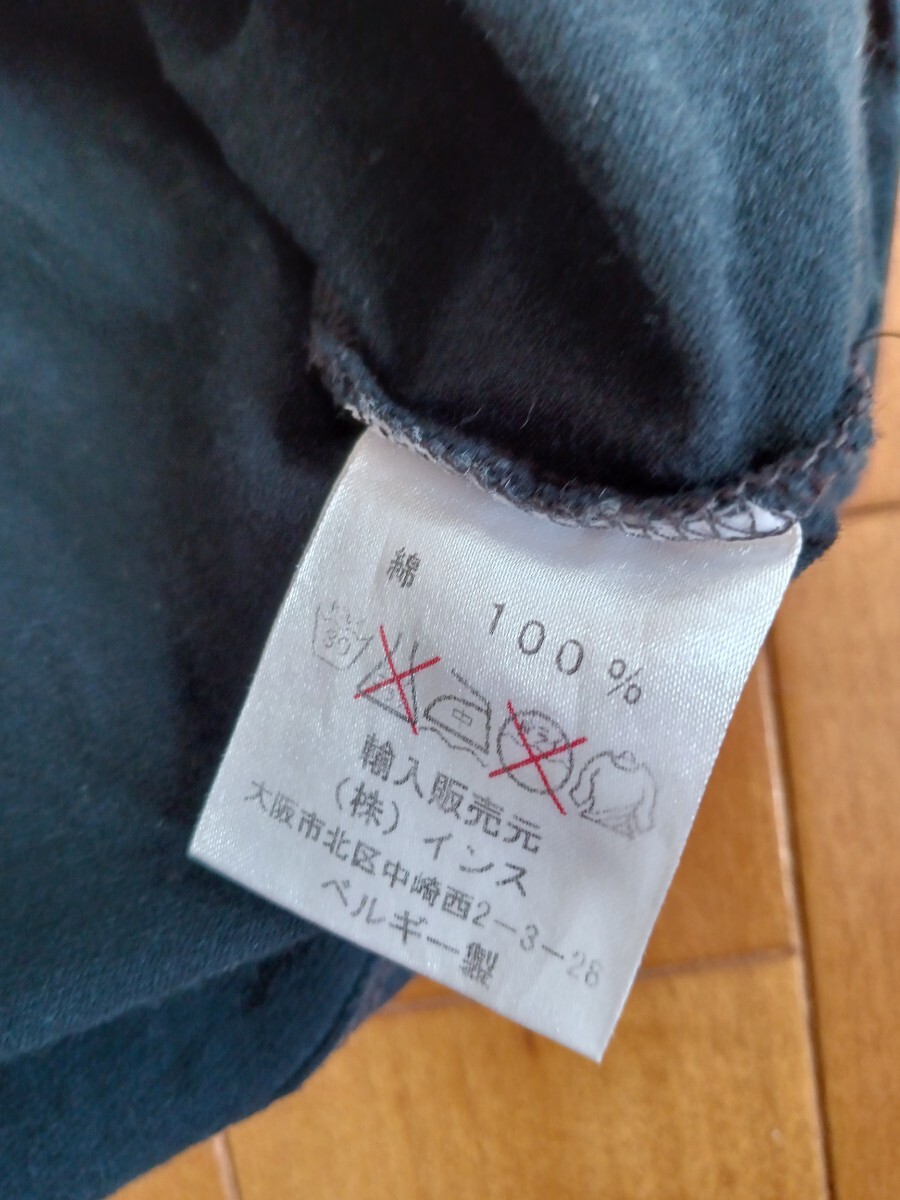 綿 100%
30 中
輸入販売元
(株)インス
大阪市北区中崎西2-3-28
ベルギー製